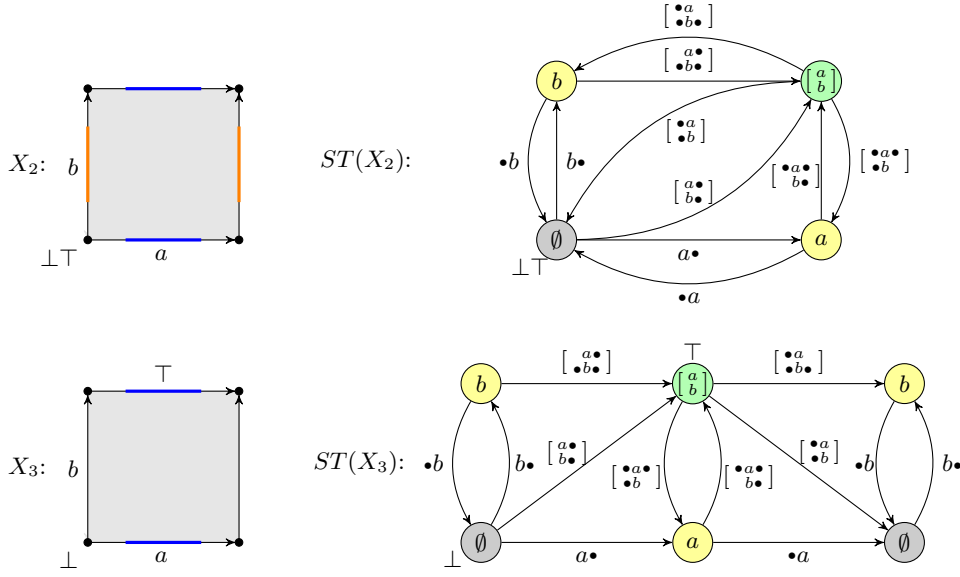 [ •a •b• ]
[ a• •b• ]
b
[ a b ]
X₂:
b
ST(X₂):
•b
b•
[ •a •b ]
[ •a• b• ]
[ •a• •b ]
[ a• b• ]
∅
a
⊥⊤
a
⊥⊤
a•
•a
⊤
⊤
[ a• •b• ]
[ •a •b• ]
b
[ a b ]
b
X₃:
b
ST(X₃):
•b
b•
[ a• b• ]
[ •a• •b ]
[ •a• b• ]
[ •a •b ]
•b
b•
⊥
a
⊥
∅
a
∅
a•
•a